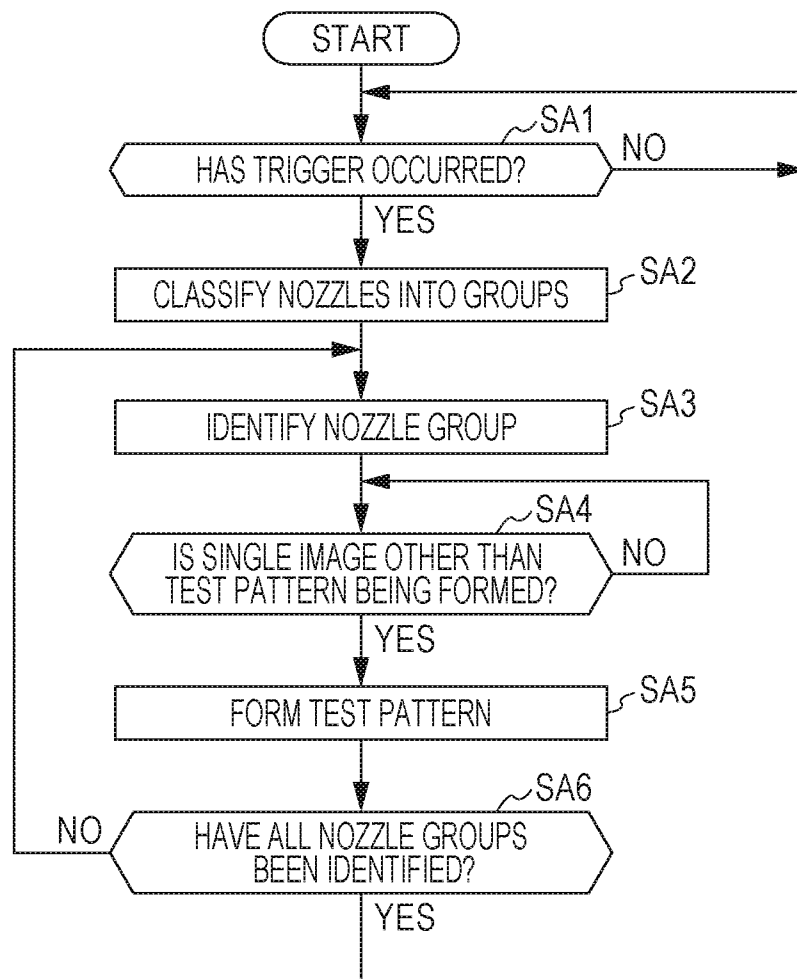 START
SA1
HAS TRIGGER OCCURRED?
NO
YES
CLASSIFY NOZZLES INTO GROUPS
SA2
IDENTIFY NOZZLE GROUP
SA3
SA4
IS SINGLE IMAGE OTHER THAN
TEST PATTERN BEING FORMED?
NO
YES
FORM TEST PATTERN
SA5
SA6
NO
HAVE ALL NOZZLE GROUPS
BEEN IDENTIFIED?
YES